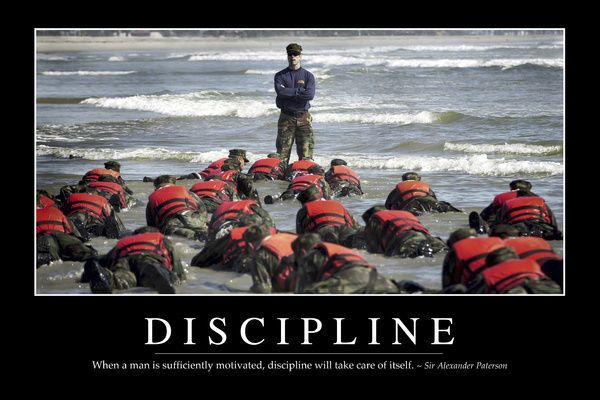 DISCIPLINE
When a man is sufficiently motivated, discipline will take care of itself. ~ Sir Alexander Paterson